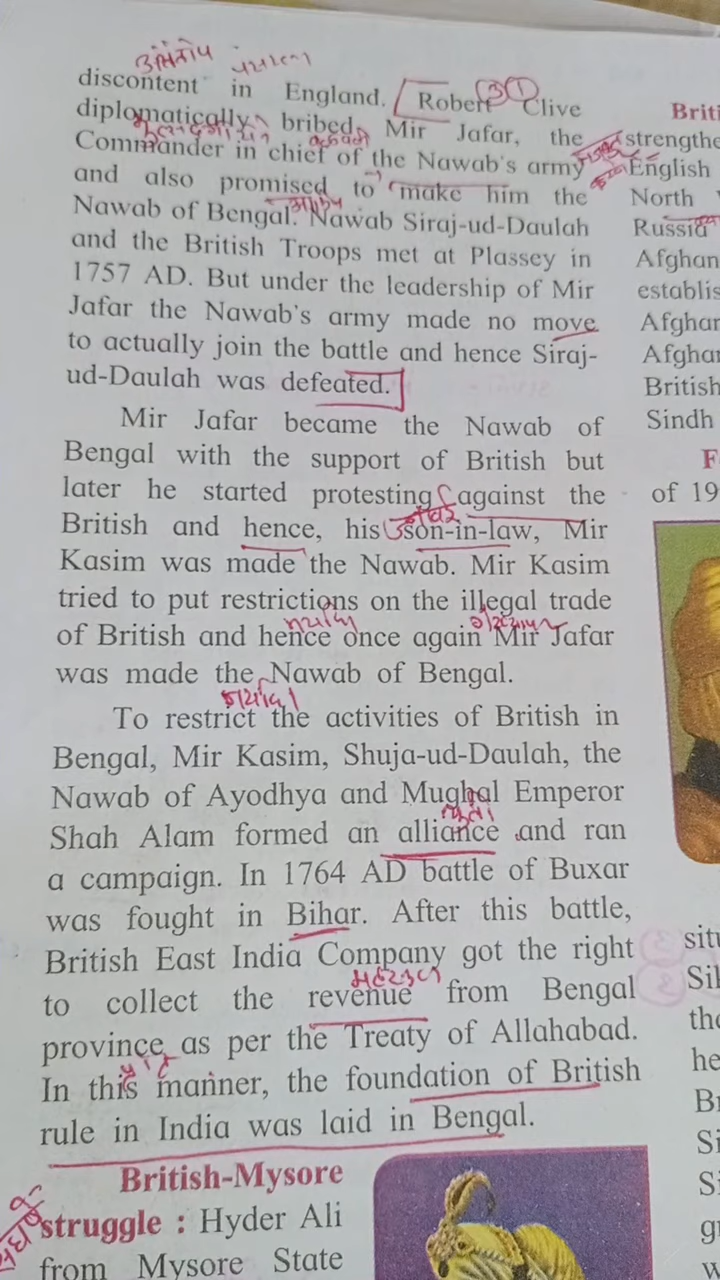 discontent in England. Robert Clive
diplomatically bribed Mir Jafar, the
Commander in chief of the Nawab's army
and also promised to make him the
Nawab of Bengal. Nawab Siraj-ud-Daulah
and the British Troops met at Plassey in
1757 AD. But under the leadership of Mir
Jafar the Nawab's army made no move
to actually join the battle and hence Siraj-
ud-Daulah was defeated.
Mir Jafar became the Nawab of
Bengal with the support of British but
later he started protesting against the
British and hence, his son-in-law, Mir
Kasim was made the Nawab. Mir Kasim
tried to put restrictions on the illegal trade
of British and hence once again Mir Jafar
was made the Nawab of Bengal.
To restrict the activities of British in
Bengal, Mir Kasim, Shuja-ud-Daulah, the
Nawab of Ayodhya and Mughal Emperor
Shah Alam formed an alliance and ran
a campaign. In 1764 AD battle of Buxar
was fought in Bihar. After this battle,
British East India Company got the right
to collect the revenue from Bengal
province as per the Treaty of Allahabad.
In this manner, the foundation of British
rule in India was laid in Bengal.
British-Mysore
struggle : Hyder Ali
from Mysore State
Briti
strengthe
English
North
Russia
Afghan
establis
Afghar
Afghar
British
Sindh
F
of 19
situ
Sil
the
he
Br
Si
Si
g
w